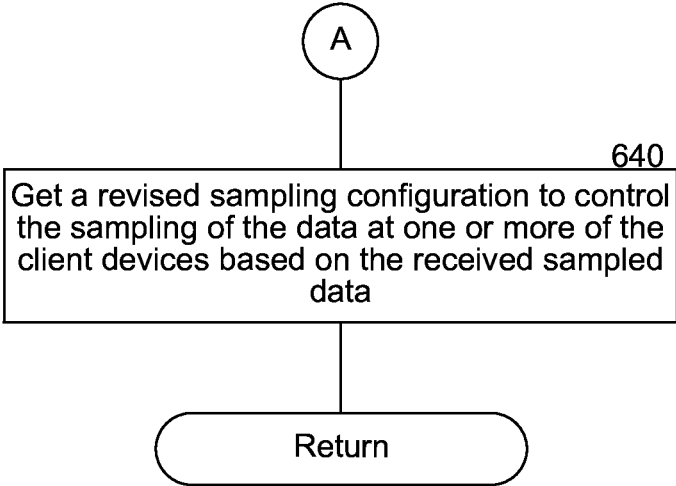 A
640
Get a revised sampling configuration to control
the sampling of the data at one or more of the
client devices based on the received sampled
data
Return